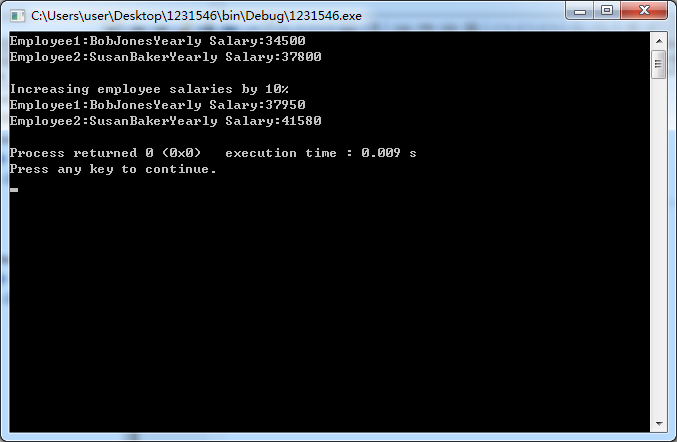 C:\Users\user\Desktop\1231546\bin\Debug\1231546.exe
Employee1:BobJonesYearly Salary:34500
Employee2:SusanBakerYearly Salary:37800
Increasing employee salaries by 10%
Employee1:BobJonesYearly Salary:37950
Employee2:SusanBakerYearly Salary:41580
Process returned 0 (0x0)   execution time : 0.009 s
Press any key to continue.